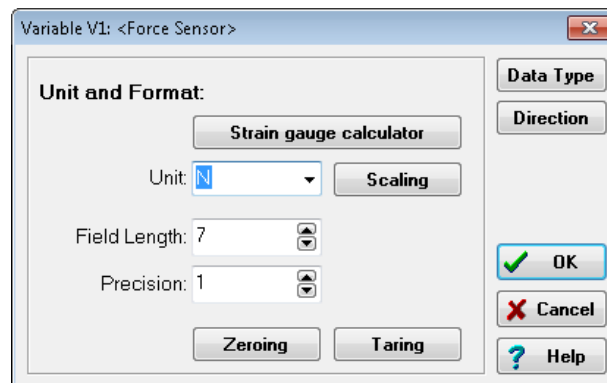 Variable V1: <Force Sensor>
Unit and Format:
Strain gauge calculator
Unit: N
Scaling
Field Length: 7
Precision: 1
Zeroing
Taring
Data Type
Direction
OK
Cancel
? Help